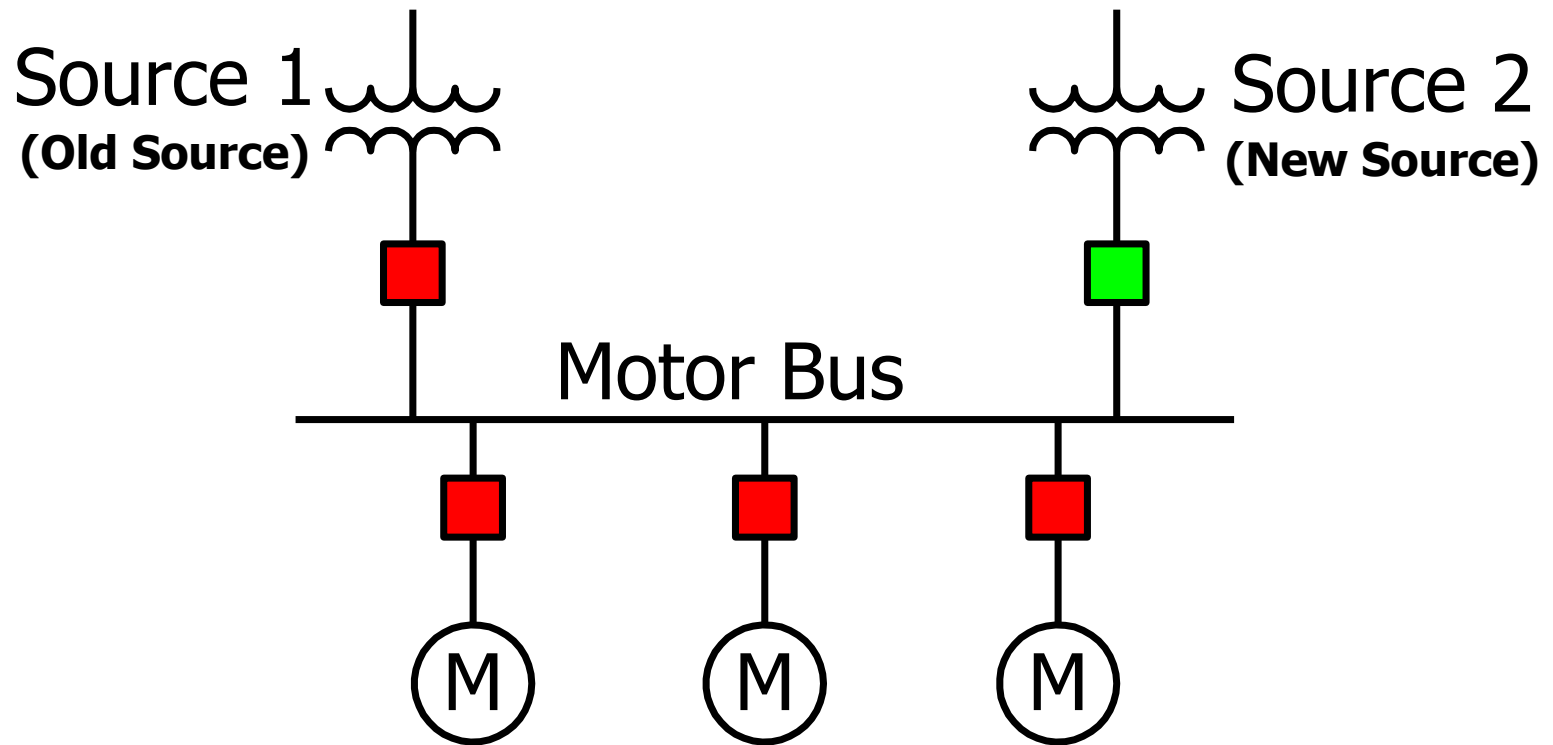 Source 1
(Old Source)
Source 2
(New Source)
Motor Bus
M
M
M